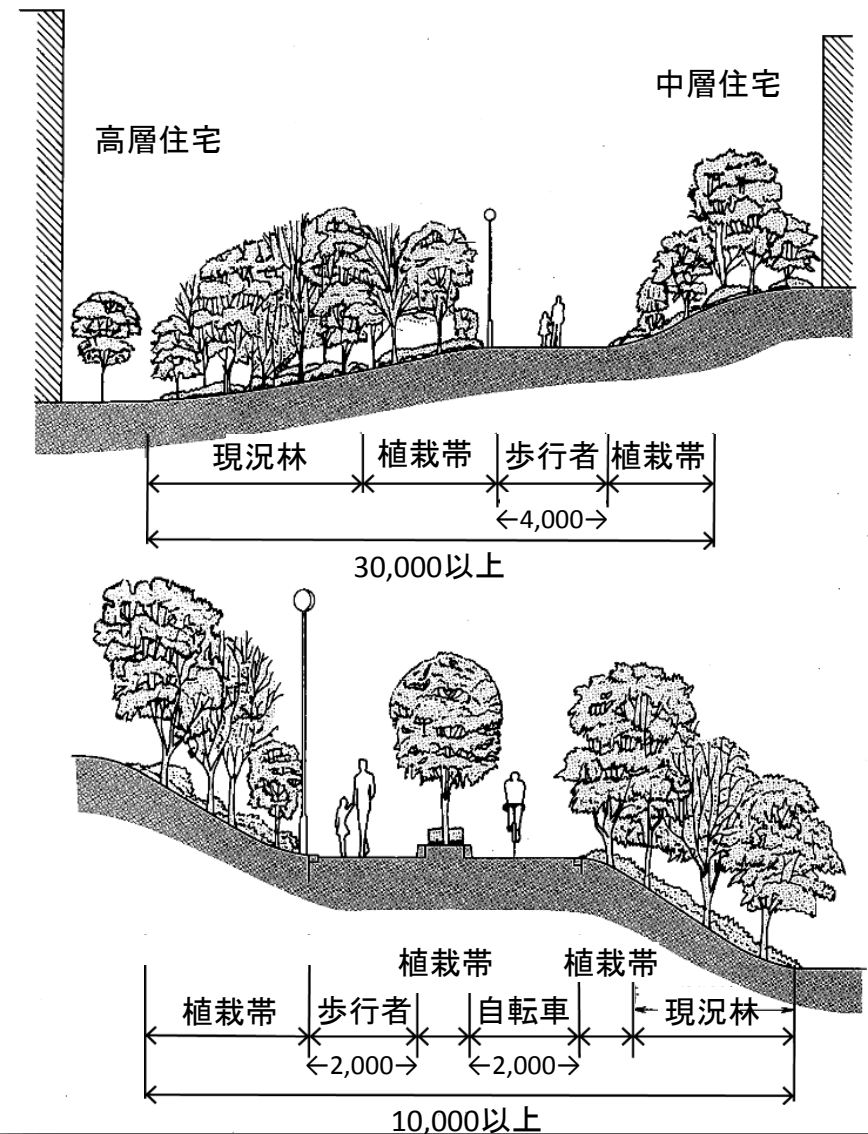 中層住宅
高層住宅
現況林 植栽帯 歩行者 植栽帯
←4,000→
30,000以上
植栽帯 植栽帯
植栽帯 歩行者 自転車 現況林
←2,000→ ←2,000→
10,000以上